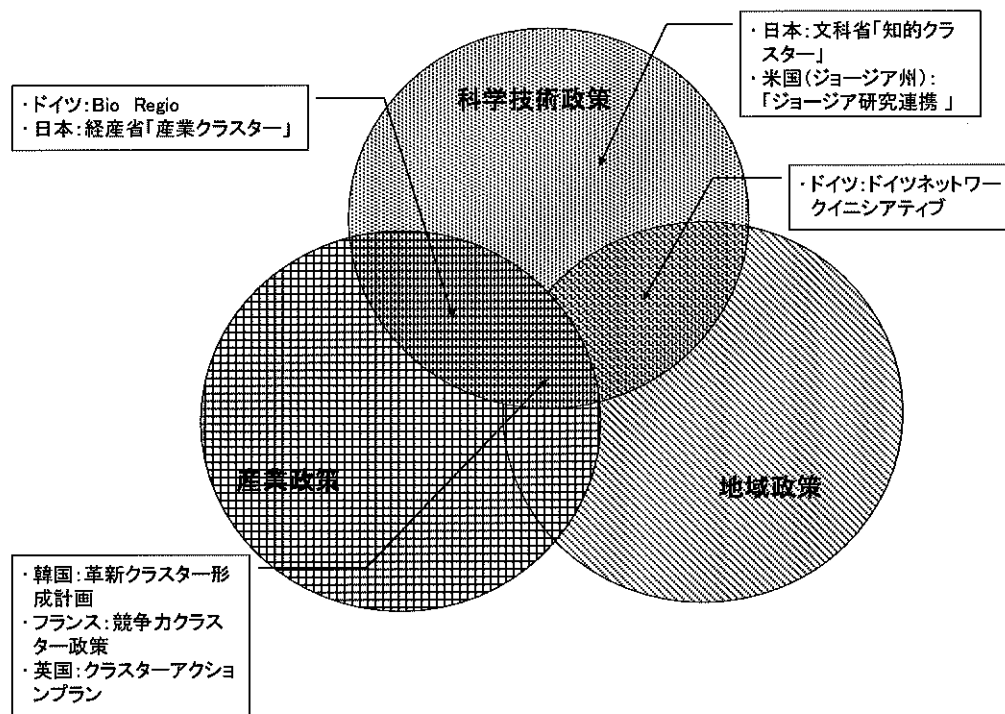 ・日本：文科省「知的クラ
スター」
・米国（ジョージア州）：
「ジョージア研究連携 」
・ドイツ：Bio Regio
・日本：経産省「産業クラスター」
科学技術政策
・ドイツ：ドイツネットワー
クイニシアティブ
産業政策
地域政策
・韓国：革新クラスター形
成計画
・フランス：競争力クラス
ター政策
・英国：クラスターアクショ
ンプラン